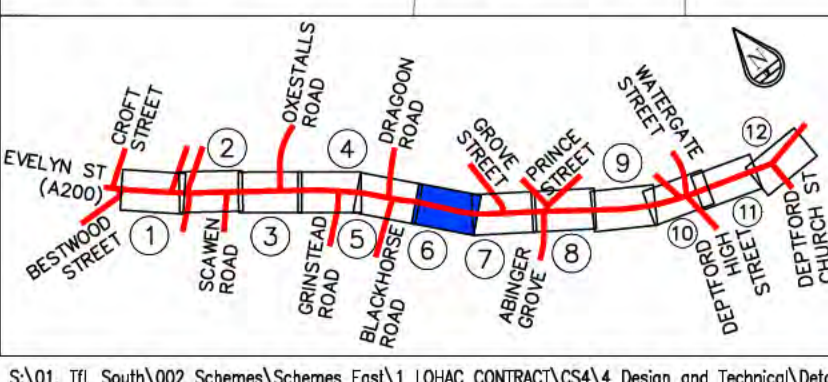 CROFT
STREET
EVELYN ST
(A200)
BESTWOOD
STREET
1
2
SCAWEN
ROAD
3
OXESTALLS
ROAD
4
GRINSTEAD
ROAD
5
DRAGOON
ROAD
BLACKHORSE
ROAD
6
GROVE
STREET
7
PRINCE
STREET
ABINGER
GROVE
8
9
WATERGATE
STREET
10
DEPTFORD
HIGH
STREET
11
12
DEPTFORD
CHURCH ST
N
S:\01 TfL South\002 Schemes\Schemes East\1 LOHAC CONTRACT\CS4\4 Design and Technical\